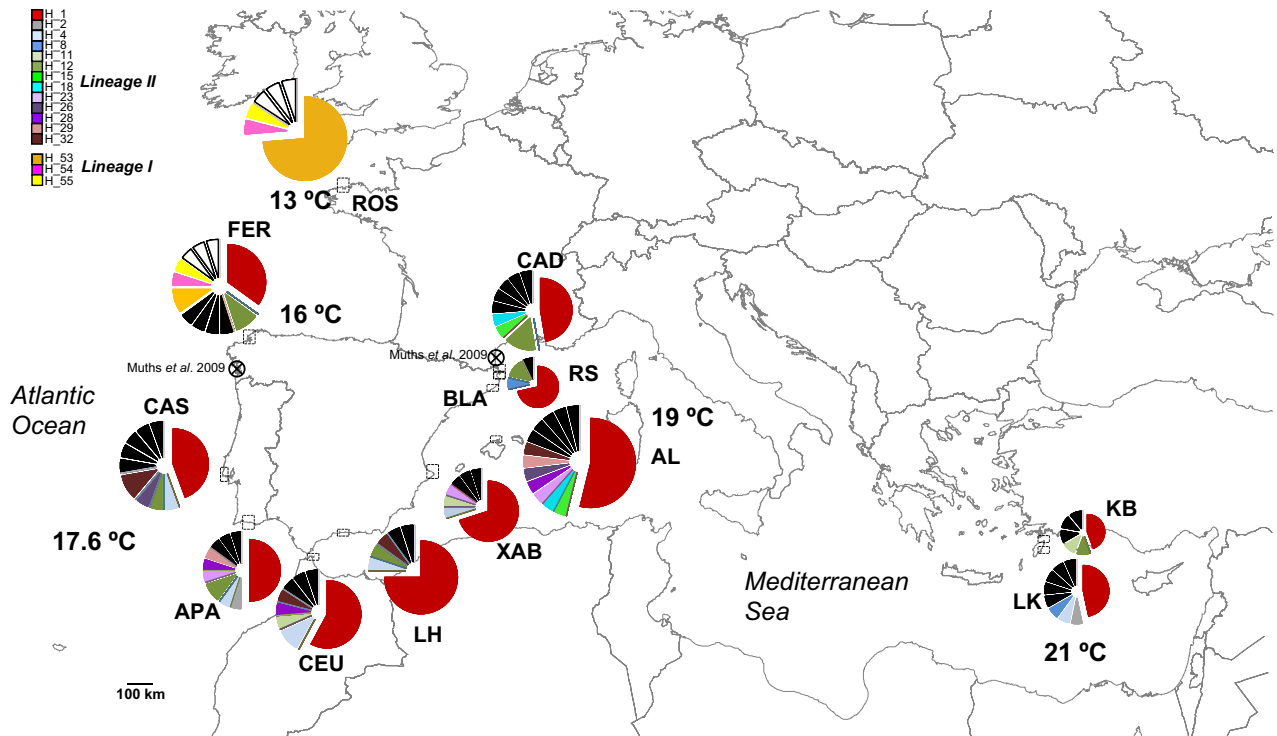 H_1
H_2
H_4
H_8
H_11
H_12
H_15
H_18
H_23
H_26
H_28
H_29
H_32
Lineage II
H_53
H_54
H_55
Lineage I
13 ºC
ROS
FER
16 ºC
CAD
Muths et al. 2009
Muths et al. 2009
RS
BLA
Atlantic
Ocean
CAS
19 ºC
AL
17.6 ºC
XAB
KB
APA
LH
Mediterranean
Sea
LK
CEU
21 ºC
100 km